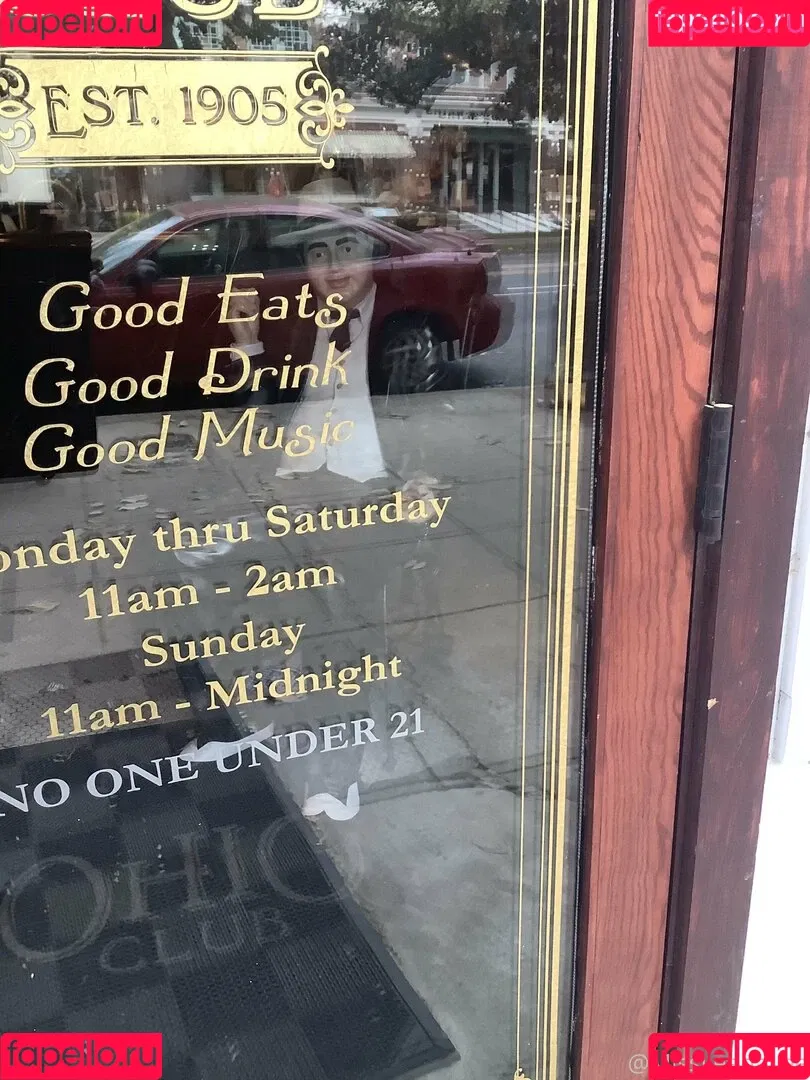 fapello.ru
fapello.ru
EST. 1905
Good Eats
Good Drink
Good Music
onday thru Saturday
11am - 2am
Sunday
11am - Midnight
NO ONE UNDER 21
OHIO
CLUB
fapello.ru
fapello.ru